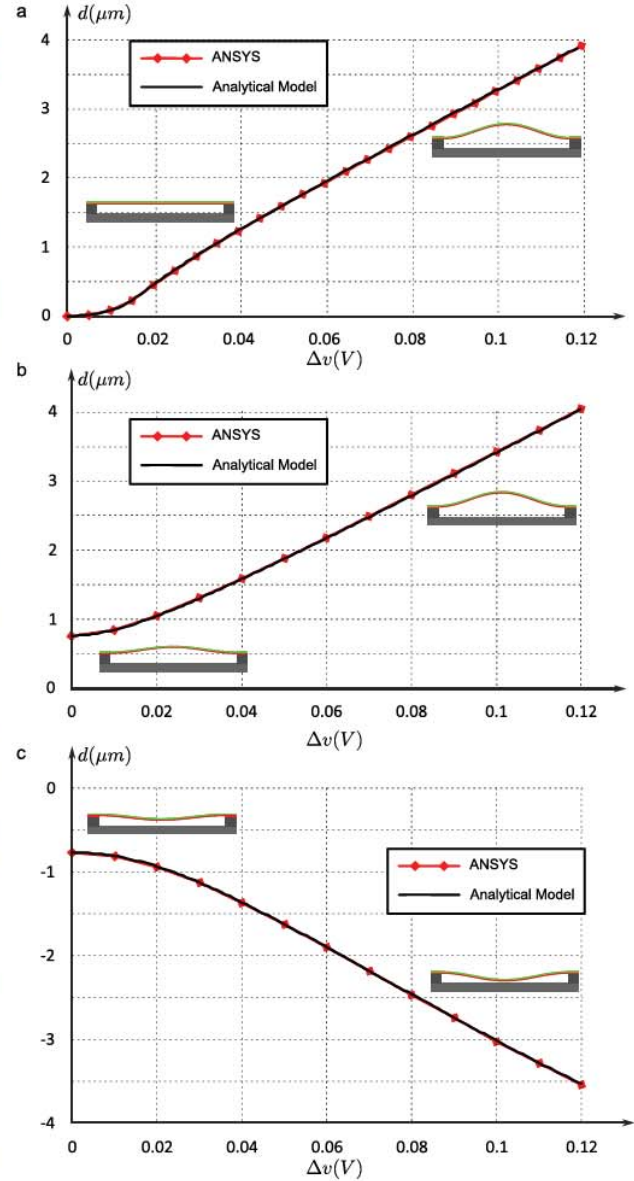 a
d(μm)
4
3
2
1
0
ANSYS
Analytical Model
0 0.02 0.04 0.06 0.08 0.1 0.12
Δv(V)
b
d(μm)
4
3
2
1
0
ANSYS
Analytical Model
0 0.02 0.04 0.06 0.08 0.1 0.12
Δv(V)
c
d(μm)
0
-1
-2
-3
-4
ANSYS
Analytical Model
0 0.02 0.04 0.06 0.08 0.1 0.12
Δv(V)